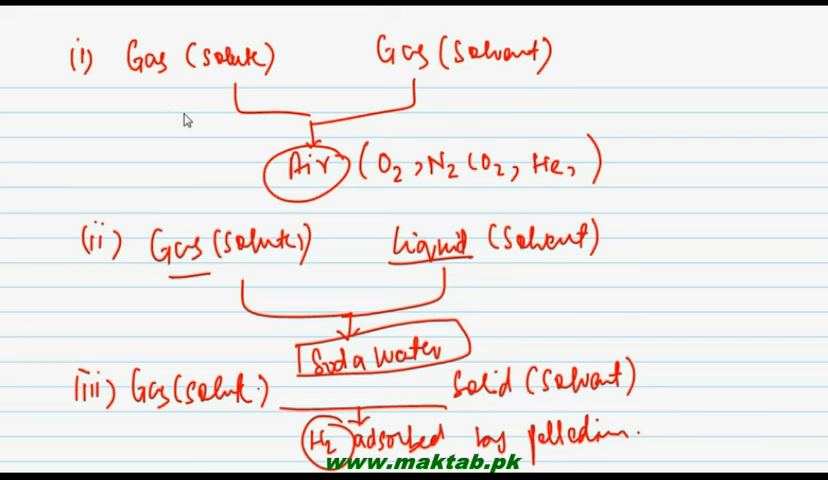 (i) Gas (Solute) Gas (Solvent)
Air (O2, N2 CO2, He,)
(ii) Gas (Solute) Liquid (Solvent)
Soda water
(iii) Gas (Solute) Solid (Solvent)
H2 adsorbed by palledium.
www.maktab.pk